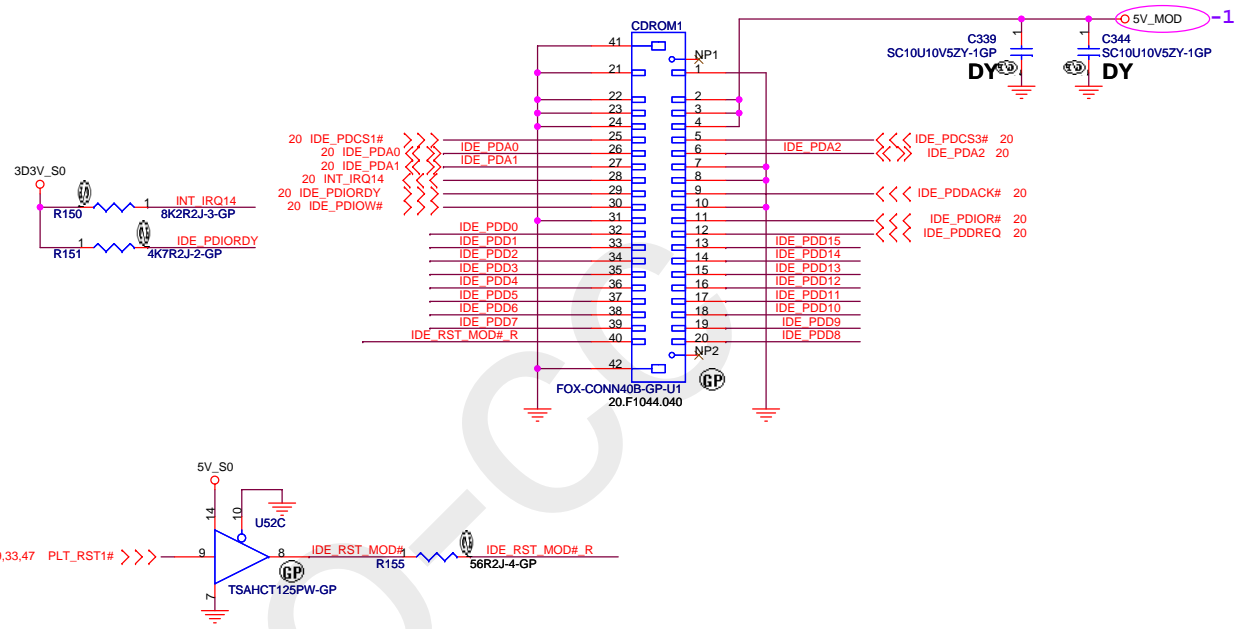 CDROM1
5V_MOD
-1
C339
SC10U10V5ZY-1GP
DY
C344
SC10U10V5ZY-1GP
DY
1
1
41
NP1
21
1
22
2
23
3
24
4
20 IDE_PDCS1#
25
5
IDE_PDCS3# 20
20 IDE_PDA0
IDE_PDA0
26
6
IDE_PDA2
IDE_PDA2 20
20 IDE_PDA1
IDE_PDA1
27
7
20 INT_IRQ14
28
8
20 IDE_PDIORDY
29
9
IDE_PDDACK# 20
20 IDE_PDIOW#
30
10
31
11
IDE_PDIOR# 20
IDE_PDD0
32
12
IDE_PDDREQ 20
IDE_PDD1
33
13
IDE_PDD15
IDE_PDD2
34
14
IDE_PDD14
IDE_PDD3
35
15
IDE_PDD13
IDE_PDD4
36
16
IDE_PDD12
IDE_PDD5
37
17
IDE_PDD11
IDE_PDD6
38
18
IDE_PDD10
IDE_PDD7
39
19
IDE_PDD9
IDE_RST_MOD#_R
40
20
IDE_PDD8
NP2
42
FOX-CONN40B-GP-U1
20.F1044.040
GP
3D3V_S0
R150
1
INT_IRQ14
8K2R2J-3-GP
R151
1
IDE_PDIORDY
4K7R2J-2-GP
5V_S0
14
10
U52C
,33,47 PLT_RST1#
9
8
7
GP
TSAHCT125PW-GP
IDE_RST_MOD#
1
R155
56R2J-4-GP
IDE_RST_MOD#_R